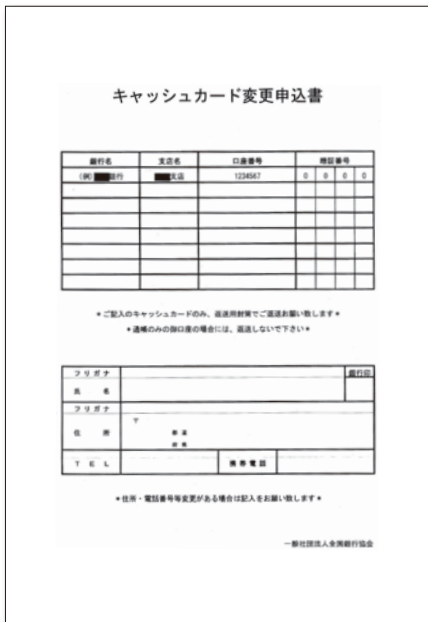 キャッシュカード変更申込書
銀行名 支店名 口座番号 暗証番号
(例) 銀行 支店 1234567 0 0 0 0
*ご記入のキャッシュカードのみ、返送用封筒でご返送お願い致します*
*通帳のみの御口座の場合には、返送しないで下さい*
フリガナ 銀行印
氏 名
フリガナ
住 所 〒
都 道
府 県
TEL 携帯電話
*住所・電話番号等変更がある場合は記入をお願い致します*
一般社団法人全国銀行協会